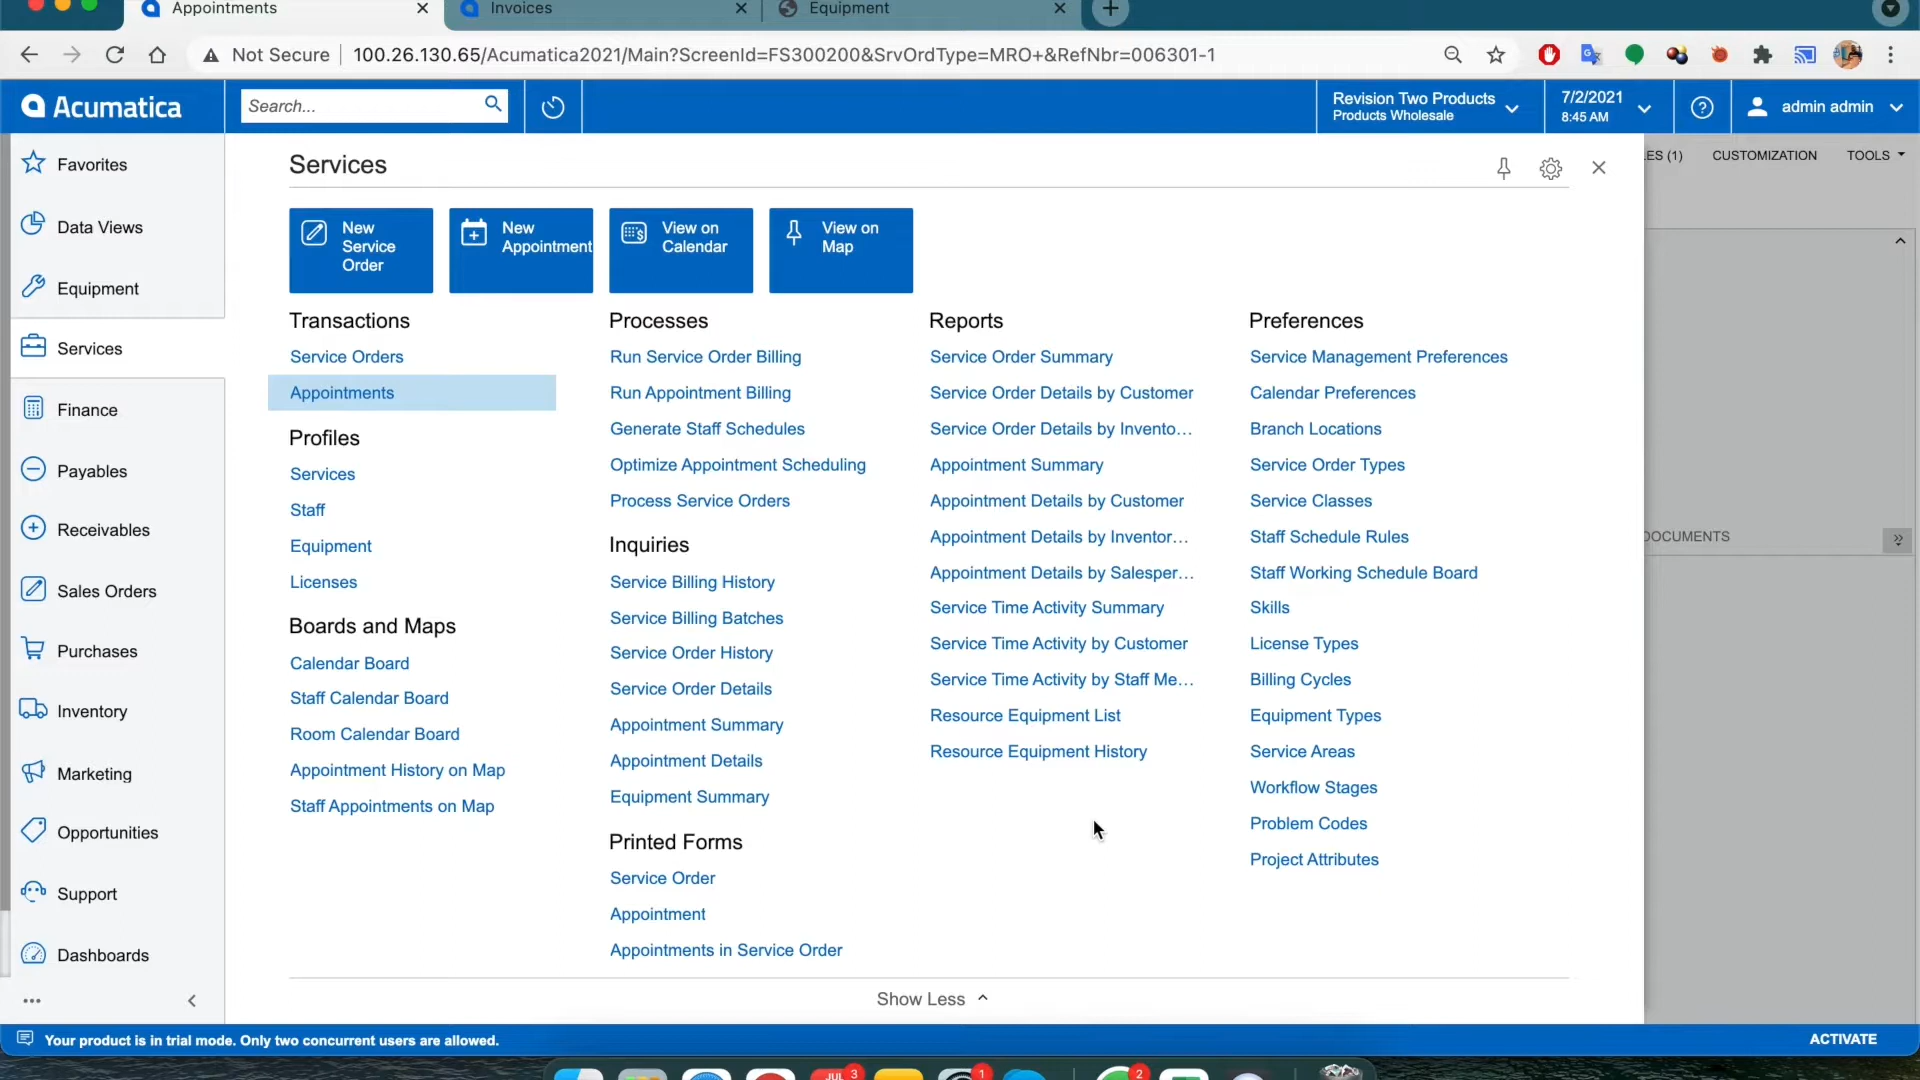 Appointments
Invoices
Equipment
Not Secure
100.26.130.65/Acumatica2021/Main?ScreenId=FS300200&SrvOrdType=MRO+&RefNbr=006301-1
Acumatica
Search...
Revision Two Products
Products Wholesale
7/2/2021
8:45 AM
admin admin
Favorites
Data Views
Equipment
Services
Finance
Payables
Receivables
Sales Orders
Purchases
Inventory
Marketing
Opportunities
Support
Dashboards
Services
New Service Order
New Appointment
View on Calendar
View on Map
Transactions
Service Orders
Appointments
Profiles
Services
Staff
Equipment
Licenses
Boards and Maps
Calendar Board
Staff Calendar Board
Room Calendar Board
Appointment History on Map
Staff Appointments on Map
Processes
Run Service Order Billing
Run Appointment Billing
Generate Staff Schedules
Optimize Appointment Scheduling
Process Service Orders
Inquiries
Service Billing History
Service Billing Batches
Service Order History
Service Order Details
Appointment Summary
Appointment Details
Equipment Summary
Printed Forms
Service Order
Appointment
Appointments in Service Order
Reports
Service Order Summary
Service Order Details by Customer
Service Order Details by Invento...
Appointment Summary
Appointment Details by Customer
Appointment Details by Inventor...
Appointment Details by Salesper...
Service Time Activity Summary
Service Time Activity by Customer
Service Time Activity by Staff Me...
Resource Equipment List
Resource Equipment History
Preferences
Service Management Preferences
Calendar Preferences
Branch Locations
Service Order Types
Service Classes
Staff Schedule Rules
Staff Working Schedule Board
Skills
License Types
Billing Cycles
Equipment Types
Service Areas
Workflow Stages
Problem Codes
Project Attributes
Show Less
LES (1)
CUSTOMIZATION
TOOLS
DOCUMENTS
Your product is in trial mode. Only two concurrent users are allowed.
ACTIVATE
JUL
3
1
2